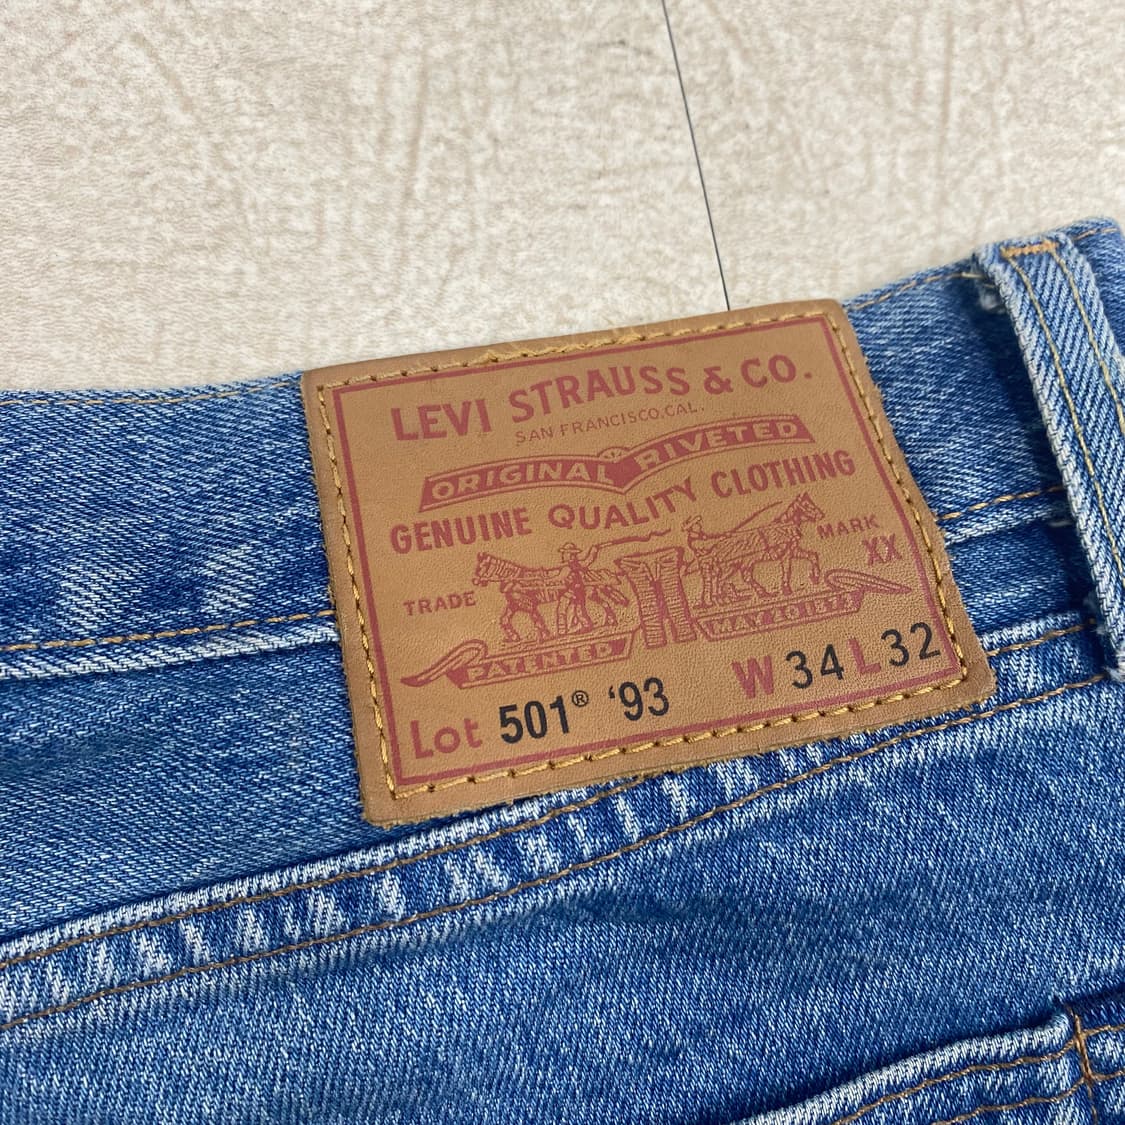 LEVI STRAUSS & CO.
SAN FRANCISCO, CAL.
ORIGINAL RIVETED
GENUINE QUALITY CLOTHING
TRADE MARK
XX
PATENTED MAY 20 1873
Lot 501® '93 W 34 L 32